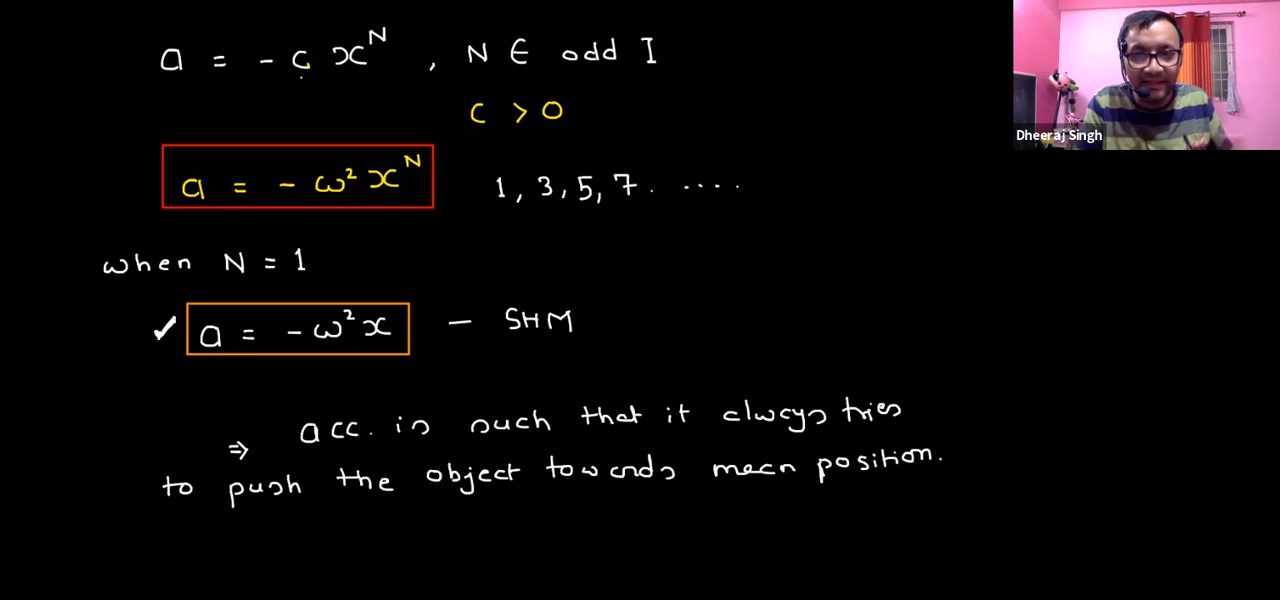 a = - c x^N , N ∈ odd I
c > 0
a = - ω² x^N 1, 3, 5, 7. ....
when N = 1
✓ a = - ω² x — SHM
⇒ acc. is such that it always tries
to push the object towards mean position.
Dheeraj Singh